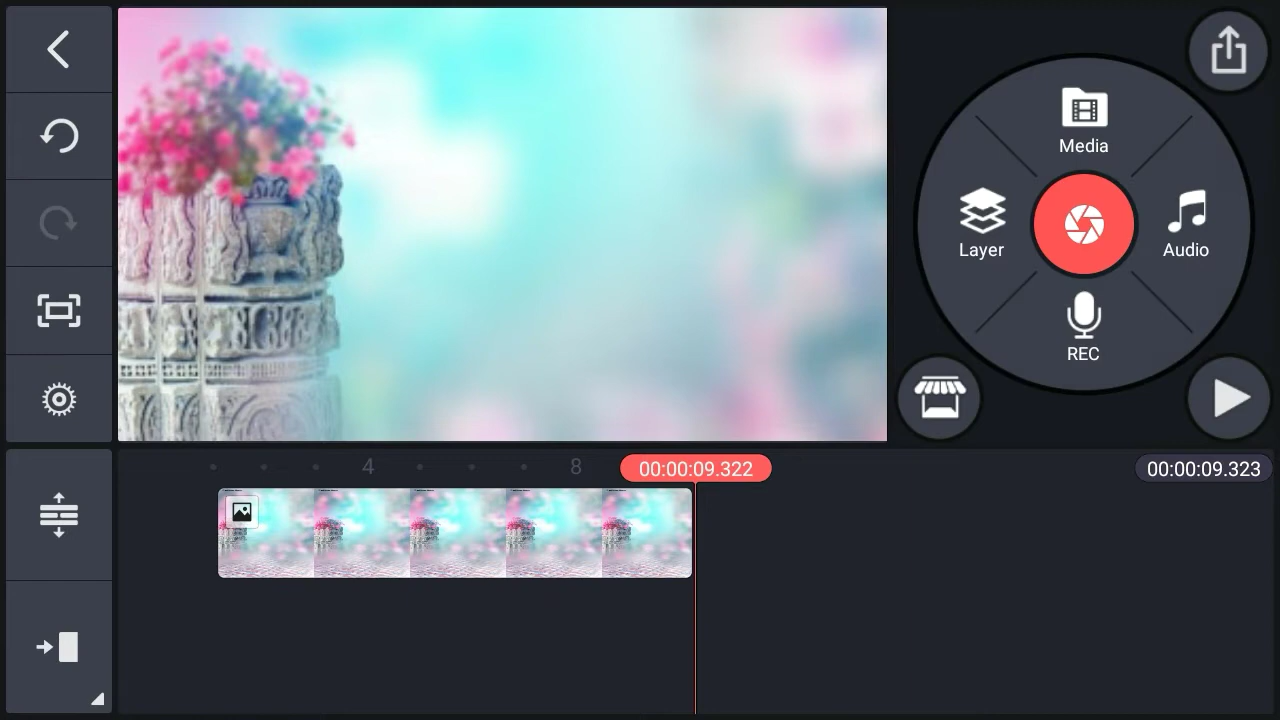 Media
Layer
Audio
REC
4
8
00:00:09.322
00:00:09.323